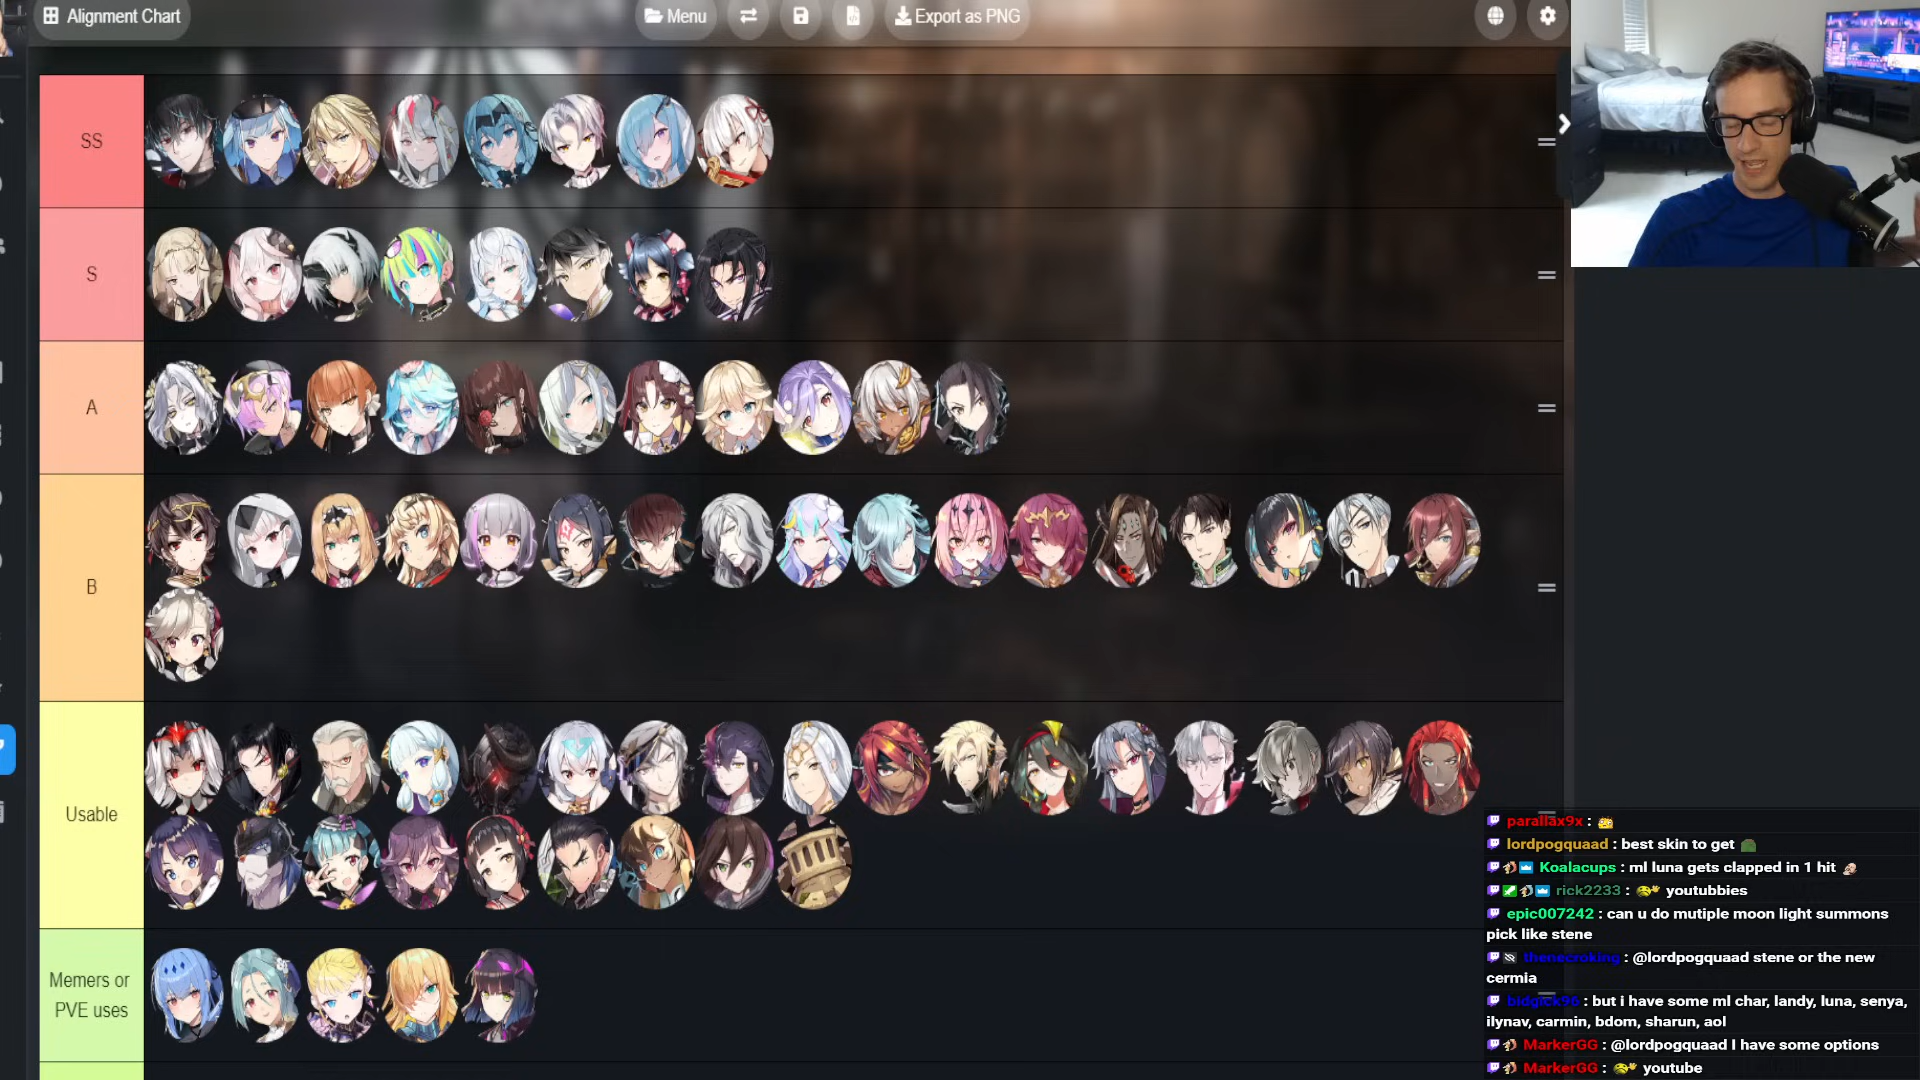 Alignment Chart
Menu
Export as PNG
SS
S
A
B
Usable
Memers or
PVE uses
parallax9x :
lordpogquaad : best skin to get
Koalacups : ml luna gets clapped in 1 hit
rick2233 : youtubbies
epic007242 : can u do mutiple moon light summons
pick like stene
thenecroking : @lordpogquaad stene or the new
cermia
bidgick96 : but i have some ml char, landy, luna, senya,
ilynav, carmin, bdom, sharun, aol
MarkerGG : @lordpogquaad I have some options
MarkerGG : youtube